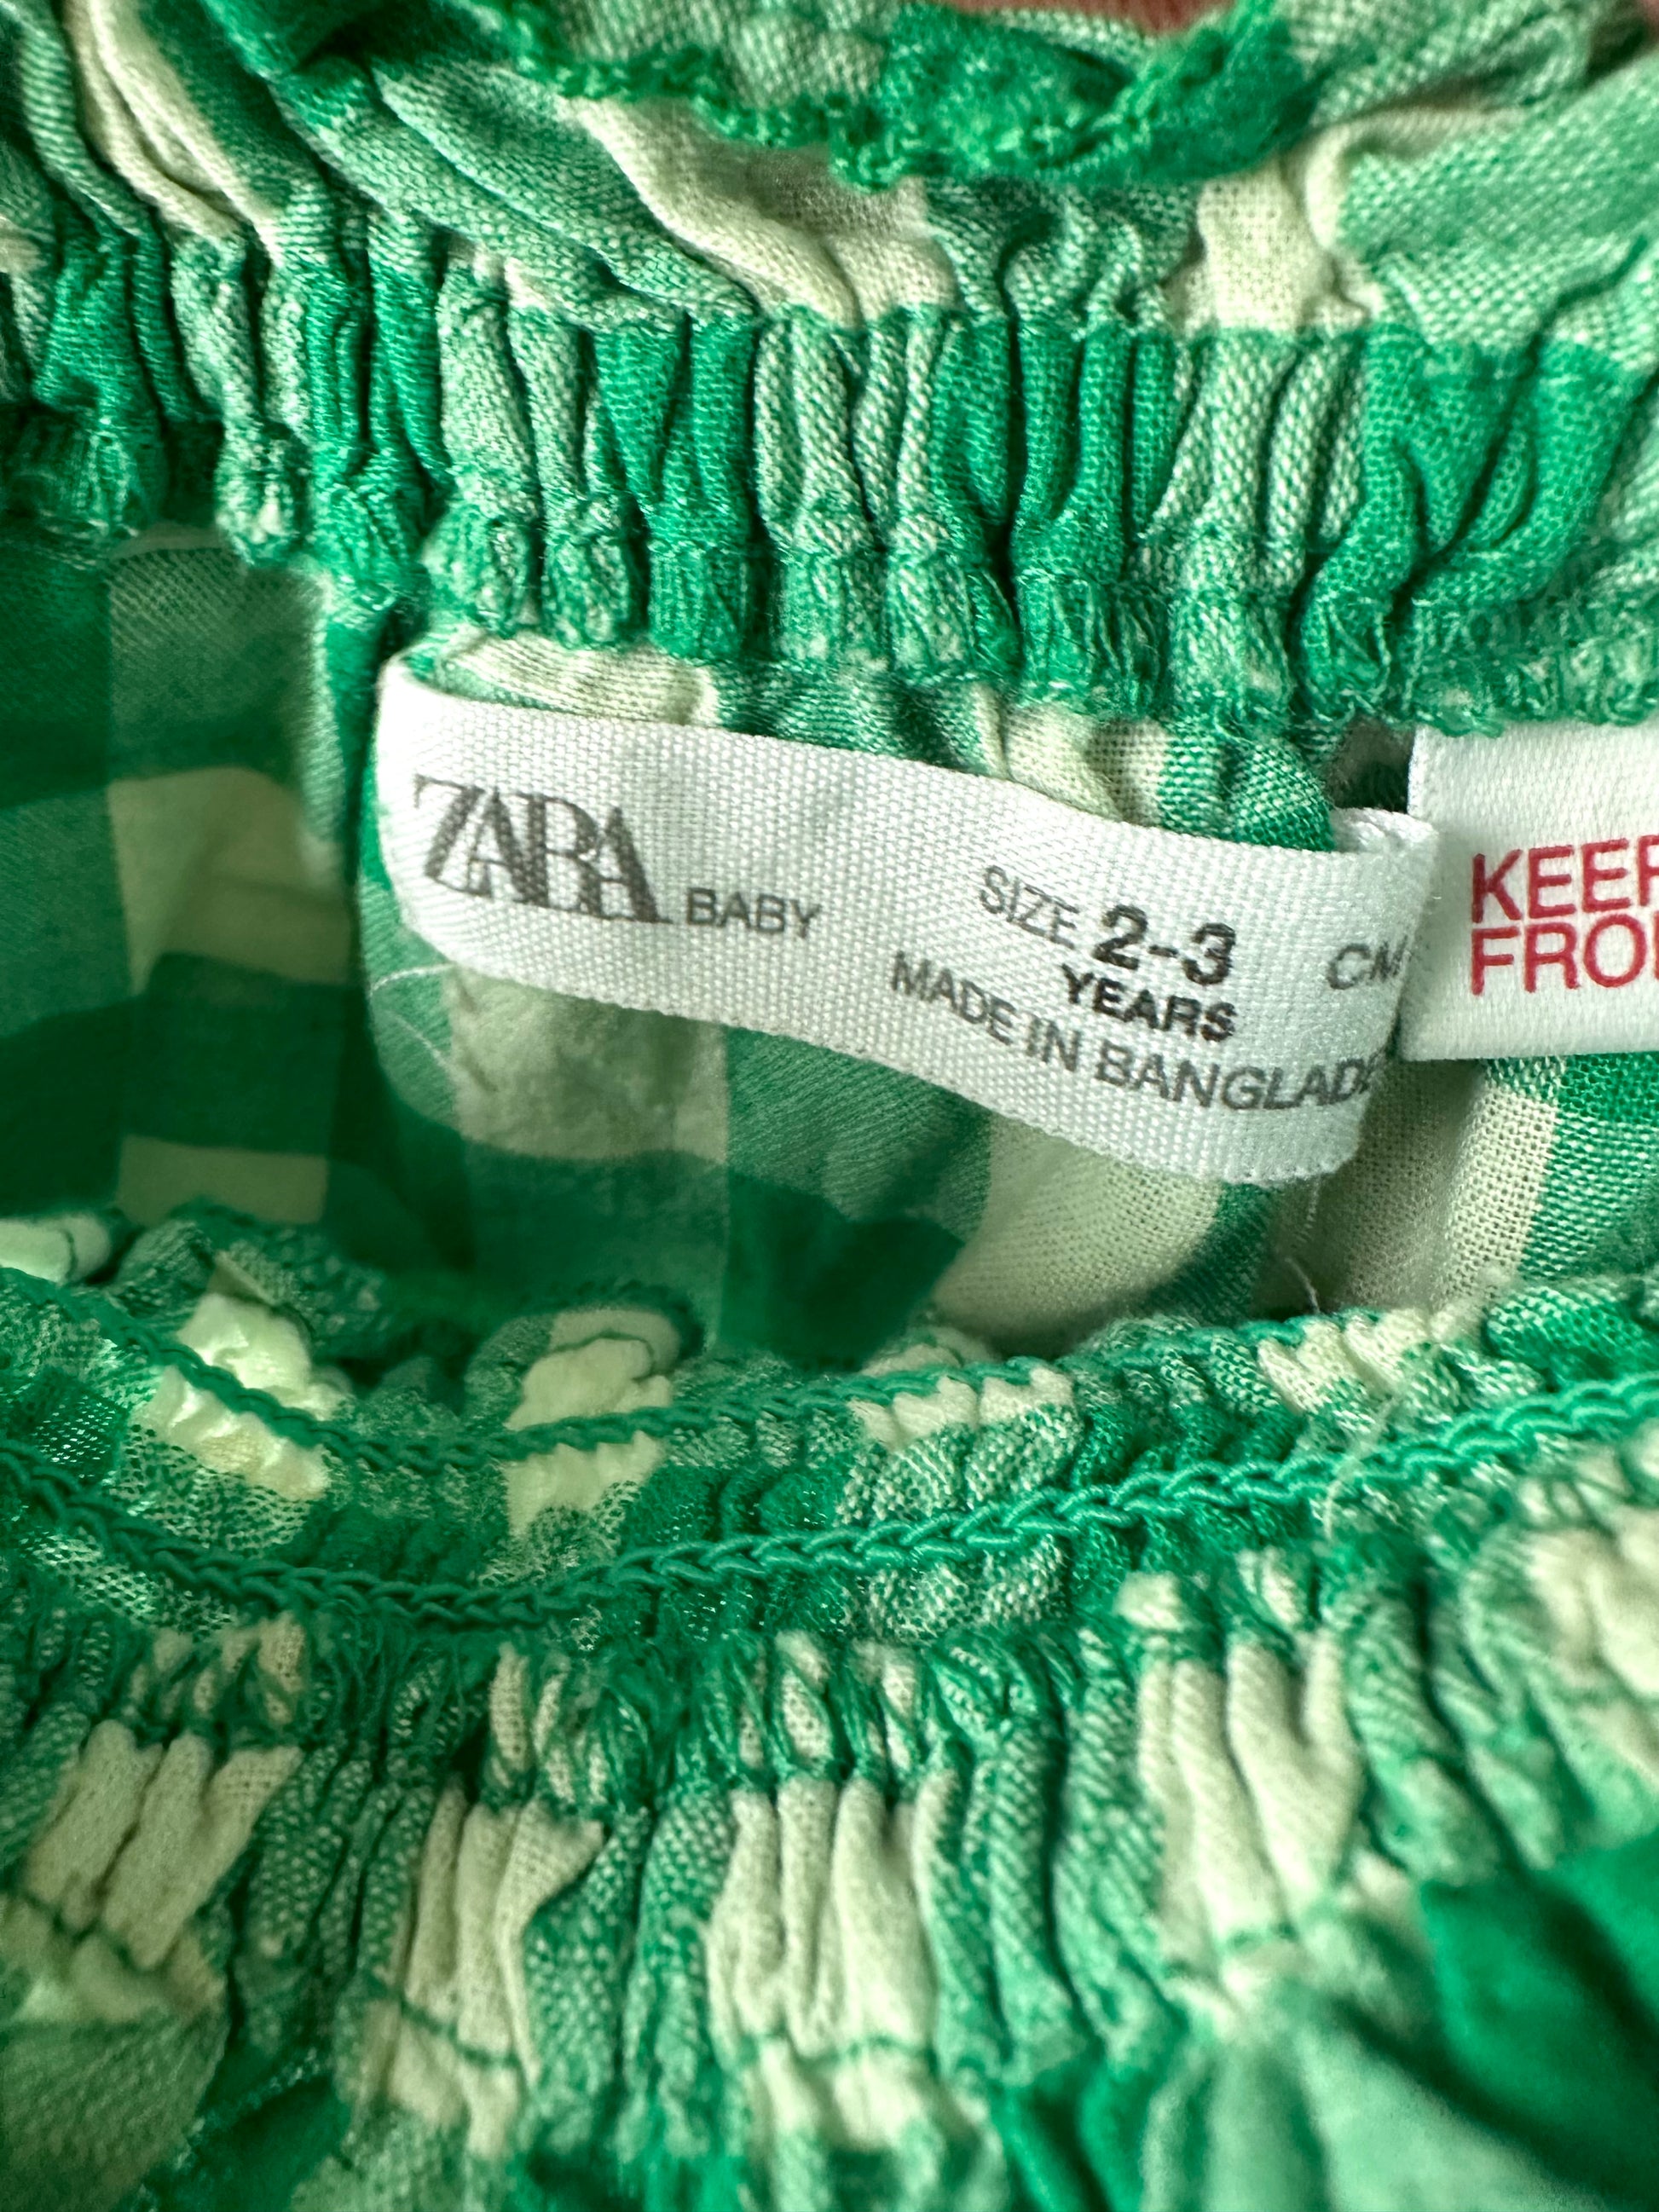 ZARA BABY
SIZE 2-3 YEARS CM
MADE IN BANGLADE
KEEP
FRO